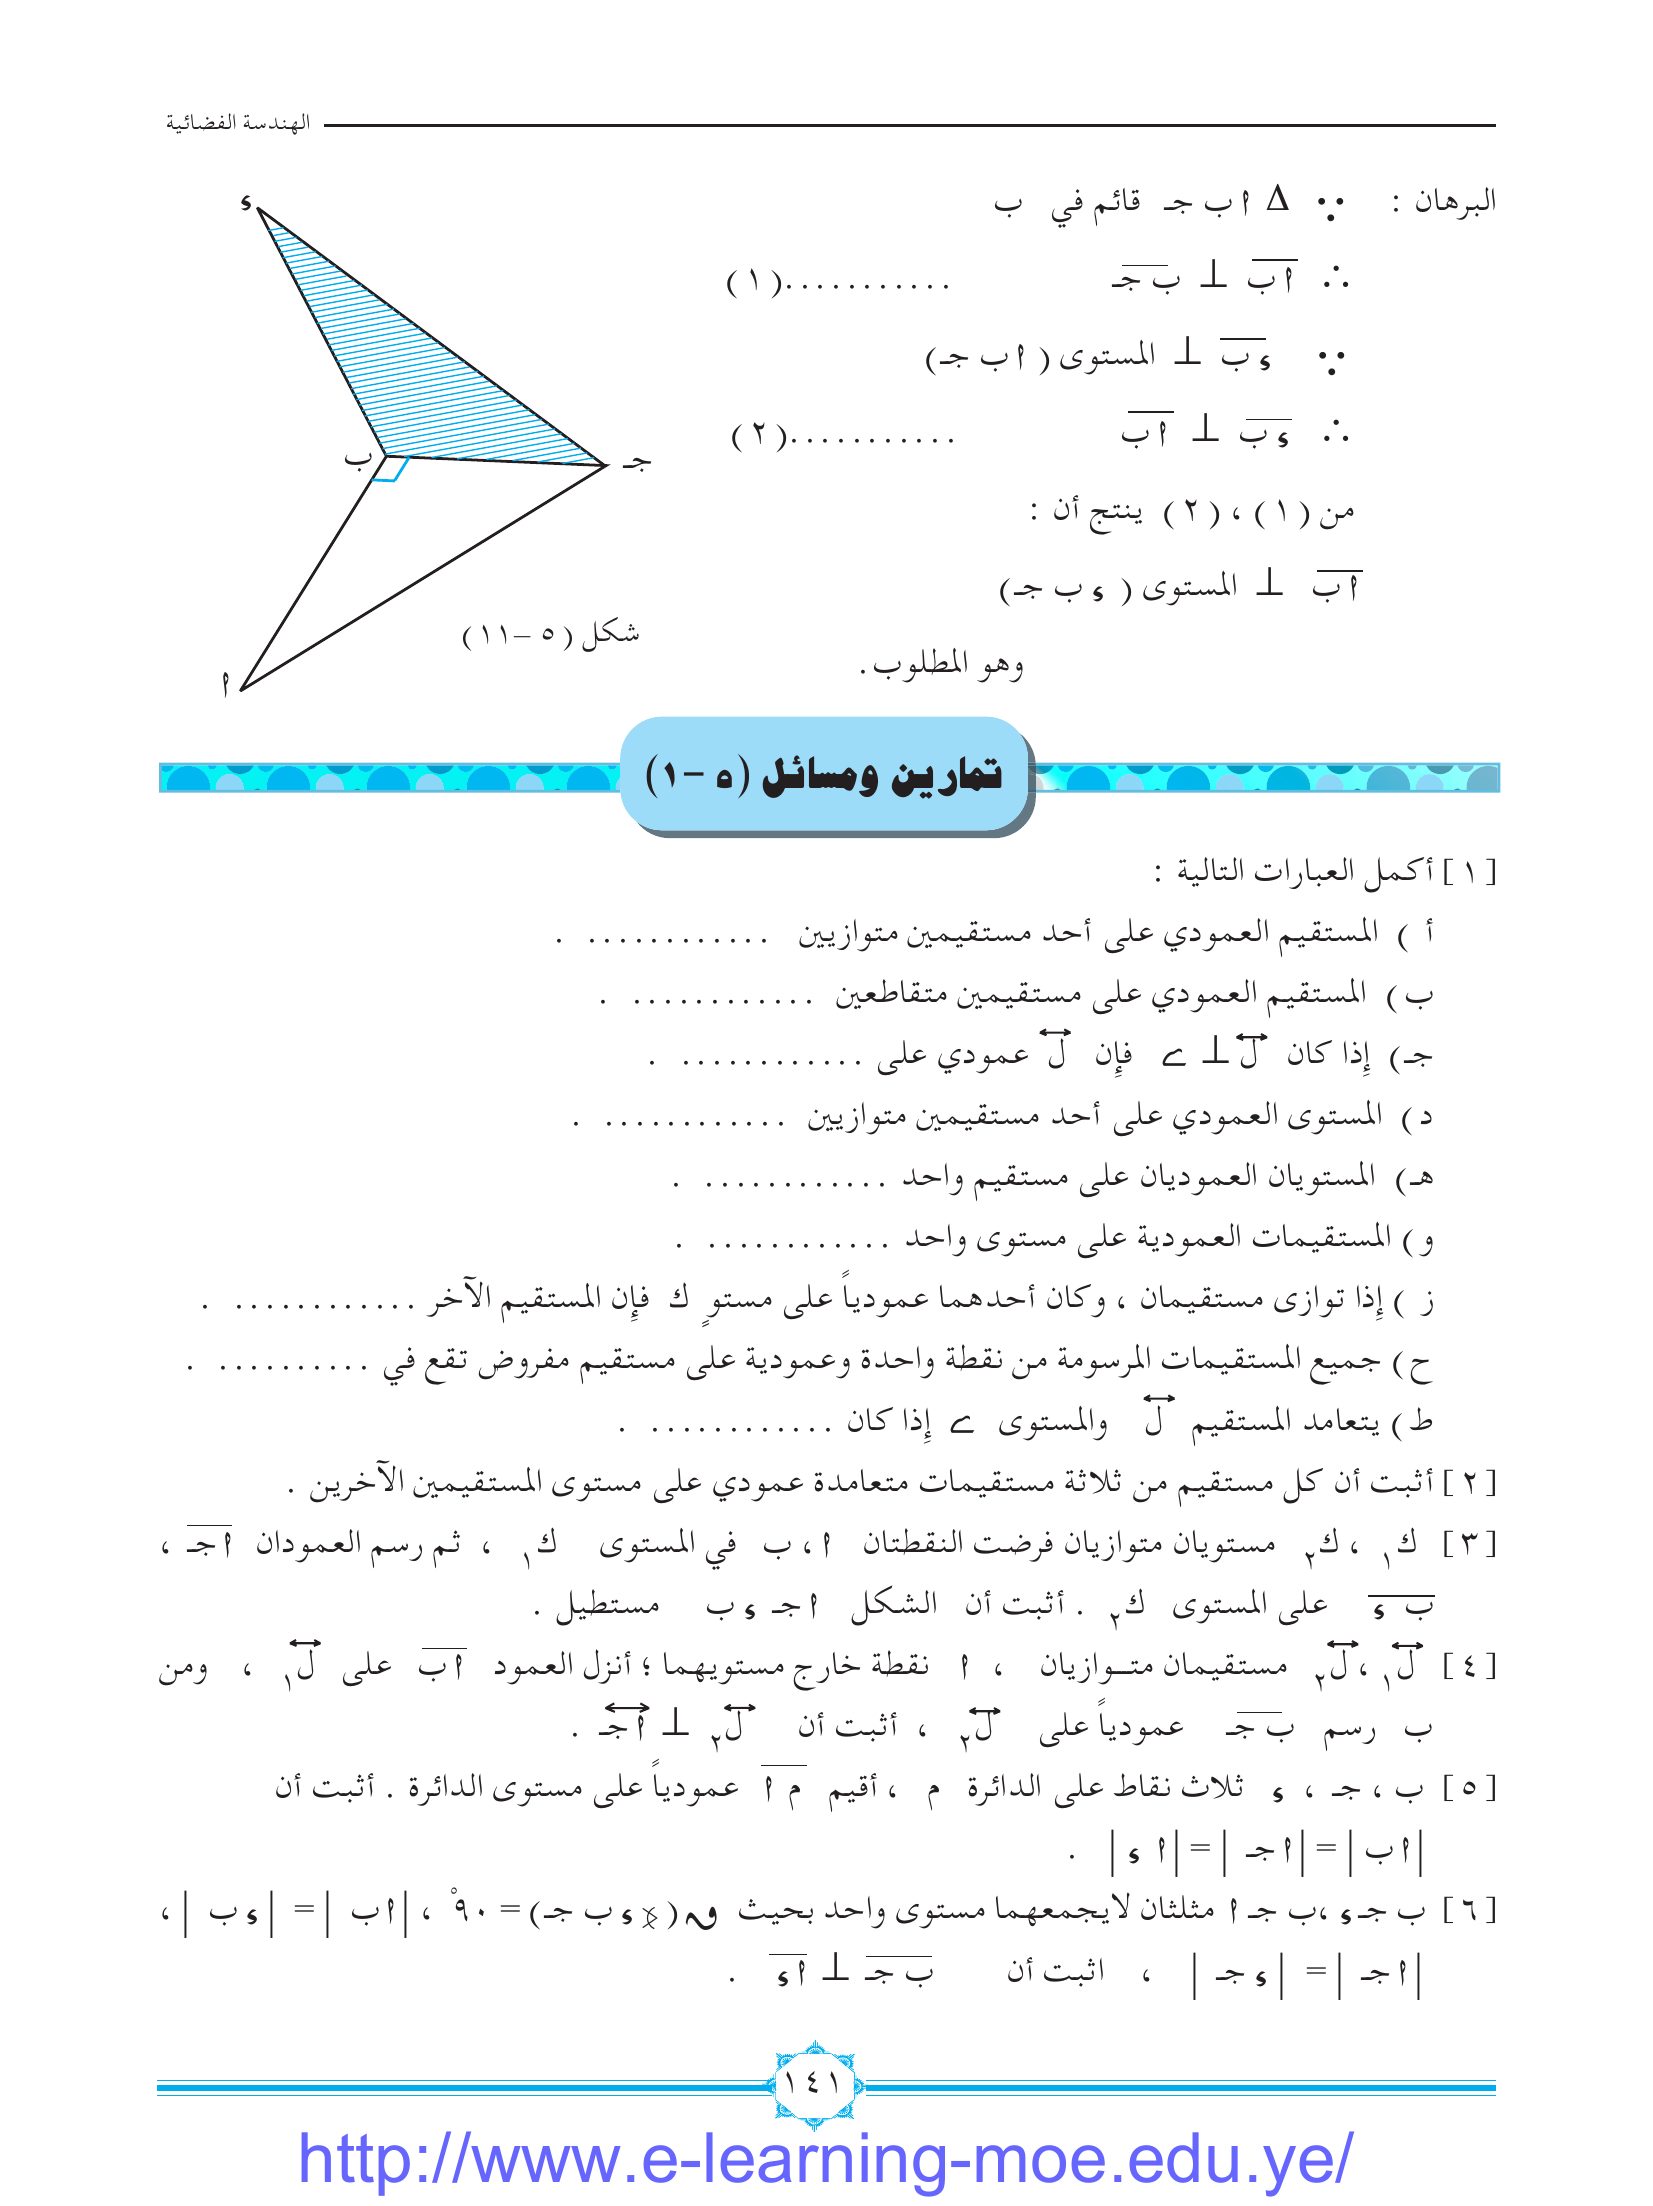 الهندسة الفضائية
البرهان : ∵ Δ ا ب جـ قائم في ب
∴ ا ب ⊥ ب جـ ...........(١)
∵ ء ب ⊥ المستوى ( ا ب جـ)
∴ ء ب ⊥ ا ب ...........(٢)
من (١) ، (٢) ينتج أن :
ا ب ⊥ المستوى ( ء ب جـ)
وهو المطلوب .
ء
ب
جـ
ا
شكل (٥ –١١)
تمارين ومسائل (٥ –١)
[١] أكمل العبارات التالية :
أ ) المستقيم العمودي على أحد مستقيمين متوازيين ............ .
ب) المستقيم العمودي على مستقيمين متقاطعين ............ .
جـ) إِذا كان ل ⊥ ے فإِن ل عمودي على ............ .
د) المستوى العمودي على أحد مستقيمين متوازيين ............ .
هـ) المستويان العموديان على مستقيم واحد ............ .
و) المستقيمات العمودية على مستوى واحد ............ .
ز ) إِذا توازى مستقيمان ، وكان أحدهما عمودياً على مستوٍ ك فإِن المستقيم الآخر ............ .
ح) جميع المستقيمات المرسومة من نقطة واحدة وعمودية على مستقيم مفروض تقع في .......... .
ط) يتعامد المستقيم ل والمستوى ے إِذا كان ............ .
[٢] أثبت أن كل مستقيم من ثلاثة مستقيمات متعامدة عمودي على مستوى المستقيمين الآخرين .
[٣] ك١ ، ك٢ مستويان متوازيان فرضت النقطتان ا ، ب في المستوى ك١ ، ثم رسم العمودان ا جـ ،
ب ء على المستوى ك٢ . أثبت أن الشكل ا جـ ء ب مستطيل .
[٤] ل١ ، ل٢ مستقيمان متـوازيان ، ا نقطة خارج مستويهما ؛ أنزل العمود ا ب على ل١ ، ومن
ب رسم ب جـ عمودياً على ل٢ ، أثبت أن ل٢ ⊥ ا جـ .
[٥] ب ، جـ ، ء ثلاث نقاط على الدائرة م ، أقيم م ا عمودياً على مستوى الدائرة . أثبت أن
|ا ب | = |ا جـ | = |ا ء | .
[٦] ب جـ ء ،ب جـ ا مثلثان لايجمعهما مستوى واحد بحيث ق(∢ ء ب جـ) = ٩٠° ، |ا ب | = |ء ب | ،
|ا جـ | = |ء جـ | ، اثبت أن ب جـ ⊥ ا ء .
١٤١
http://www.e-learning-moe.edu.ye/